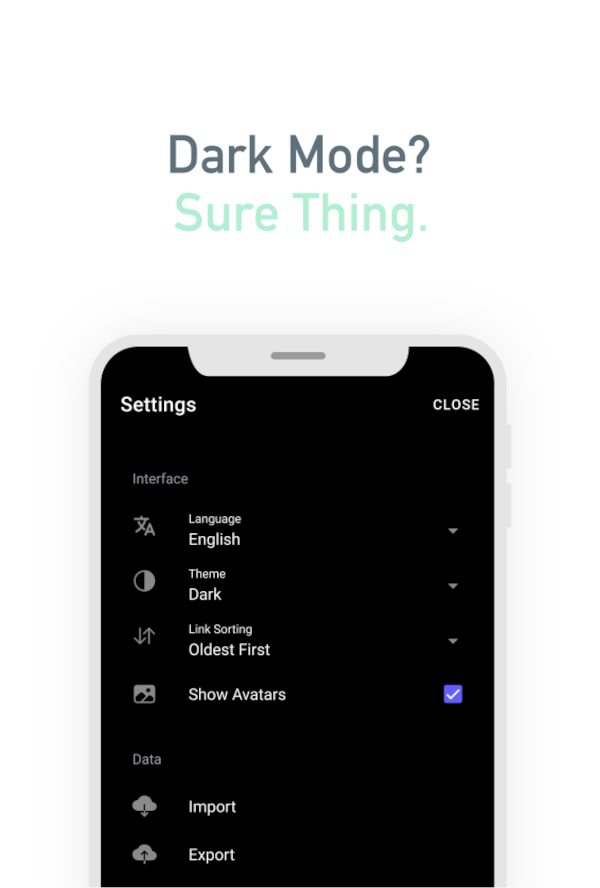 Dark Mode?
Sure Thing.
Settings
CLOSE
Interface
Language
English
Theme
Dark
Link Sorting
Oldest First
Show Avatars
Data
Import
Export